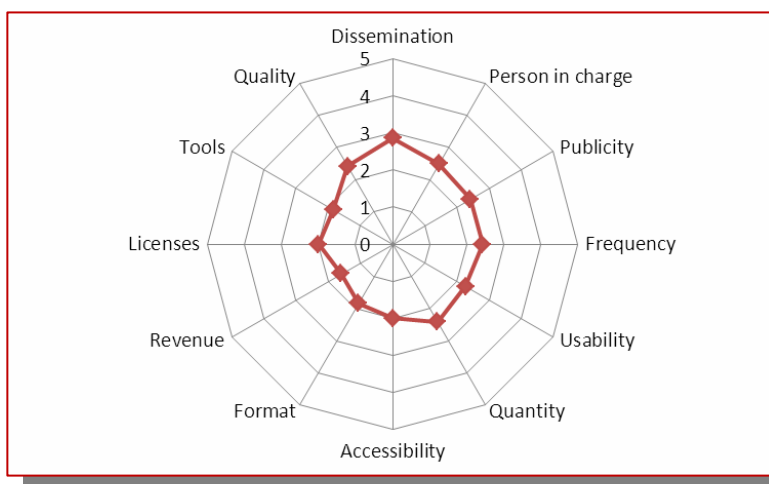 Dissemination
5
Quality
Person in charge
4
3
Tools
Publicity
2
1
Licenses
0
Frequency
Revenue
Usability
Format
Quantity
Accessibility